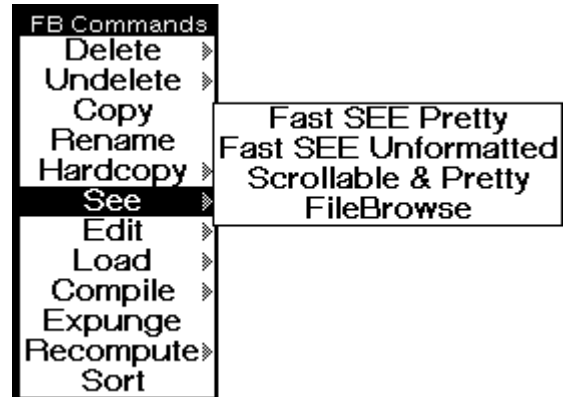 FB Commands
Delete
Undelete
Copy
Rename
Hardcopy
See
Edit
Load
Compile
Expunge
Recompute
Sort
Fast SEE Pretty
Fast SEE Unformatted
Scrollable & Pretty
FileBrowse